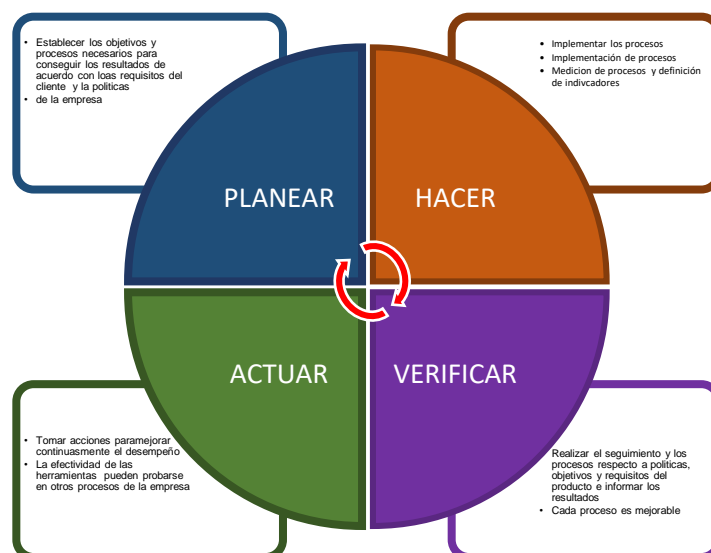 • Establecer los objetivos y
procesos necesarios para
conseguir los resultados de
acuerdo con loas requisitos del
cliente y la politicas
• de la empresa
• Implementar los procesos
• Implementación de procesos
• Medicion de procesos y definición
de indivcadores
PLANEAR
HACER
ACTUAR
VERIFICAR
• Tomar acciones paramejorar
continuasmente el desempeño
• La efectividad de las
herramientas pueden probarse
en otros procesos de la empresa
Realizar el seguimiento y los
procesos respecto a politicas,
objetivos y requisitos del
producto e informar los
resultados
• Cada proceso es mejorable